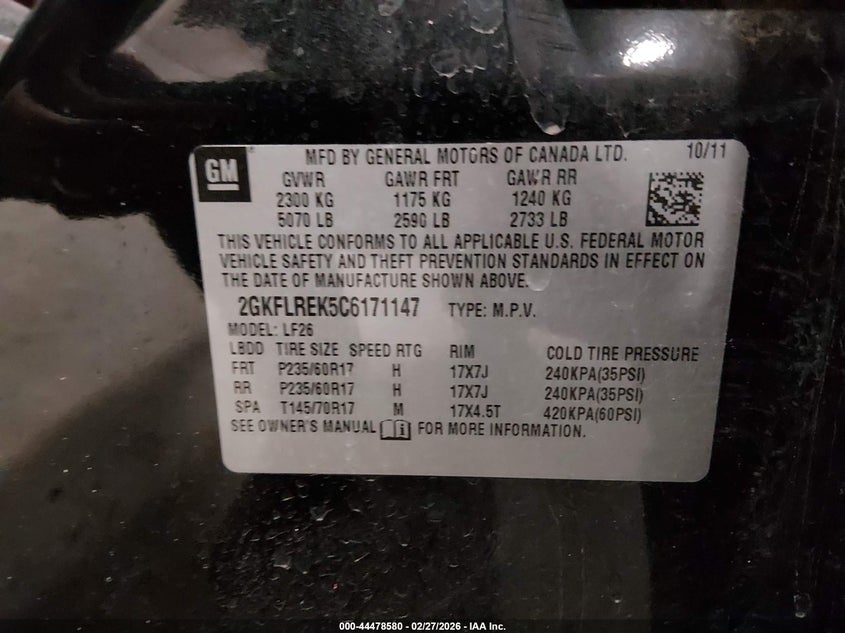 GM
MFD BY GENERAL MOTORS OF CANADA LTD. 10/11
GVWR GAWR FRT GAWR RR
2300 KG 1175 KG 1240 KG
5070 LB 2590 LB 2733 LB
THIS VEHICLE CONFORMS TO ALL APPLICABLE U.S. FEDERAL MOTOR
VEHICLE SAFETY AND THEFT PREVENTION STANDARDS IN EFFECT ON
THE DATE OF MANUFACTURE SHOWN ABOVE.
2GKFLREK5C6171147 TYPE: M.P.V.
MODEL: LF26
LBDD TIRE SIZE SPEED RTG RIM COLD TIRE PRESSURE
FRT P235/60R17 H 17X7J 240KPA(35PSI)
RR P235/60R17 H 17X7J 240KPA(35PSI)
SPA T145/70R17 M 17X4.5T 420KPA(60PSI)
SEE OWNER'S MANUAL FOR MORE INFORMATION.
000-44478580 - 02/27/2026 - IAA Inc.